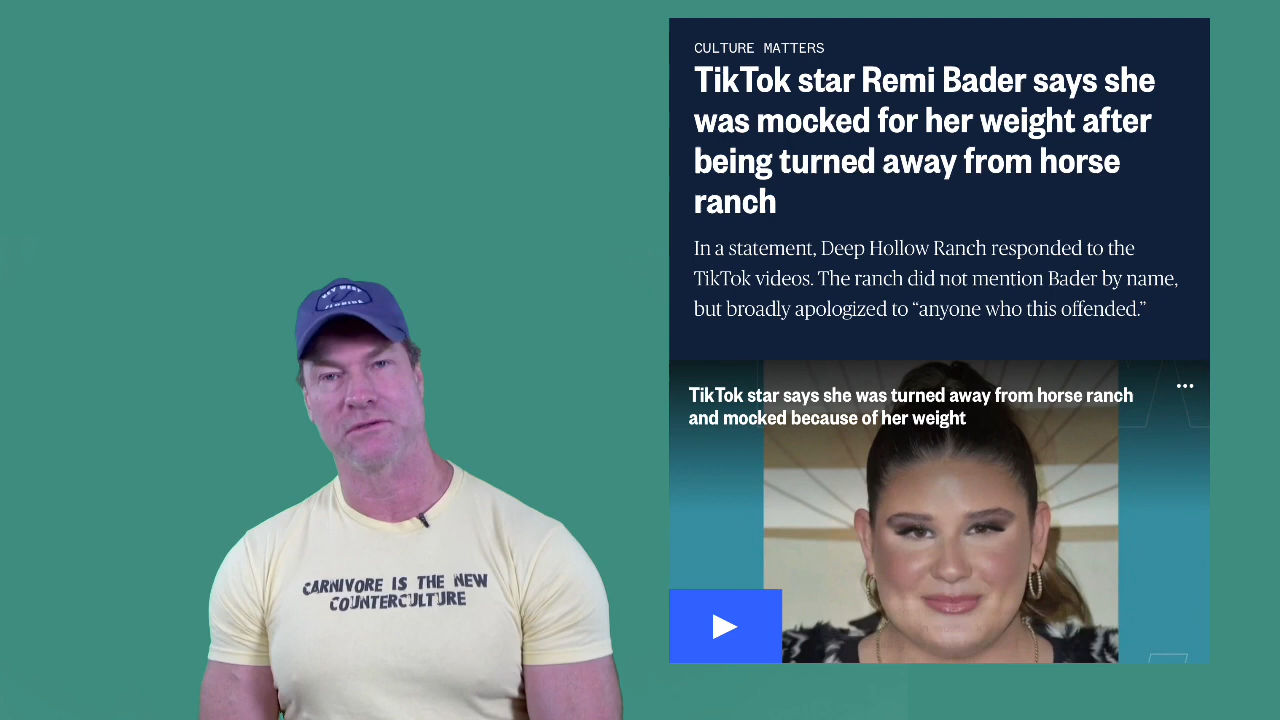 KEY WEST
FLORIDA
CARNIVORE IS THE NEW
COUNTERCULTURE
CULTURE MATTERS
TikTok star Remi Bader says she
was mocked for her weight after
being turned away from horse
ranch
In a statement, Deep Hollow Ranch responded to the
TikTok videos. The ranch did not mention Bader by name,
but broadly apologized to “anyone who this offended.”
TikTok star says she was turned away from horse ranch
and mocked because of her weight